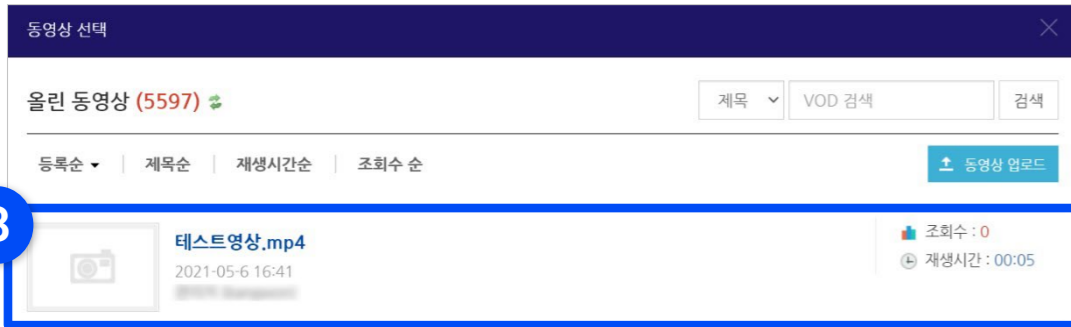 동영상 선택
올린 동영상 (5597)
제목 VOD 검색 검색
등록순 제목순 재생시간순 조회수 순
동영상 업로드
3
테스트영상.mp4
2021-05-6 16:41
조회수 : 0
재생시간 : 00:05